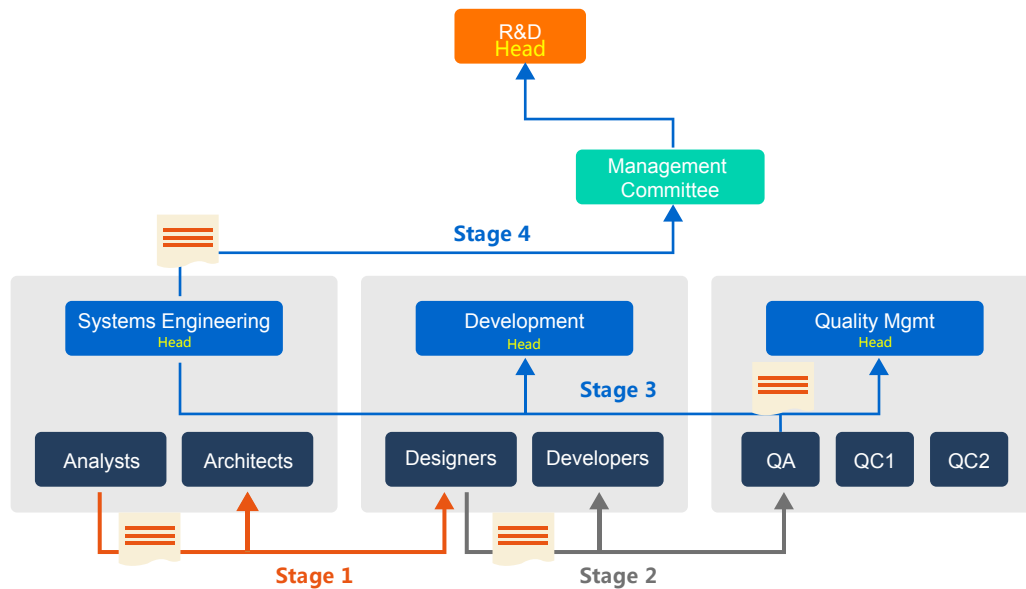 R&D
Head
Management
Committee
Stage 4
Systems Engineering
Head
Development
Head
Quality Mgmt
Head
Stage 3
Analysts
Architects
Designers
Developers
QA
QC1
QC2
Stage 1
Stage 2